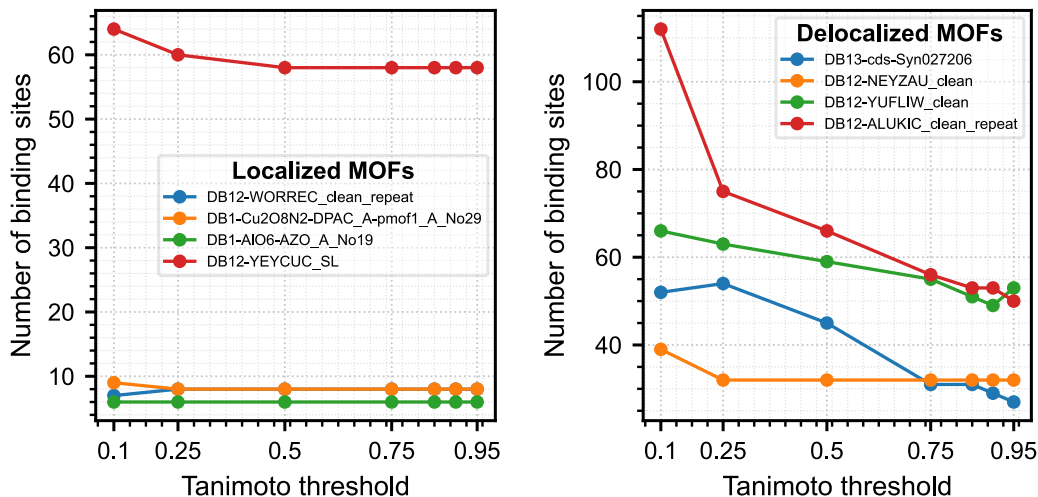 Number of binding sites
60
50
40
30
20
10
Localized MOFs
DB12-WORREC_clean_repeat
DB1-Cu2O8N2-DPAC_A-pmof1_A_No29
DB1-AlO6-AZO_A_No19
DB12-YEYCUC_SL
0.1
0.25
0.5
0.75
0.95
Tanimoto threshold
Number of binding sites
100
80
60
40
Delocalized MOFs
DB13-cds-Syn027206
DB12-NEYZAU_clean
DB12-YUFLIW_clean
DB12-ALUKIC_clean_repeat
0.1
0.25
0.5
0.75
0.95
Tanimoto threshold